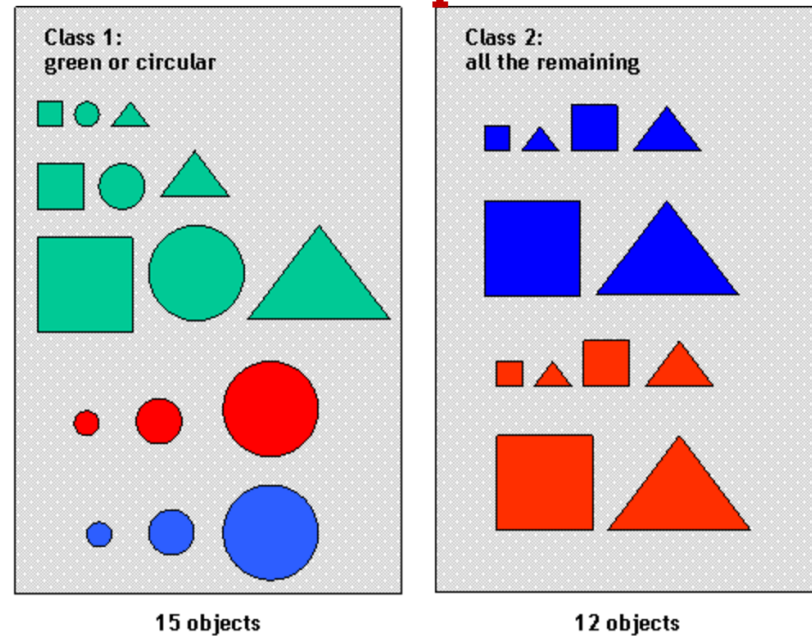 Class 1:
green or circular
15 objects
Class 2:
all the remaining
12 objects